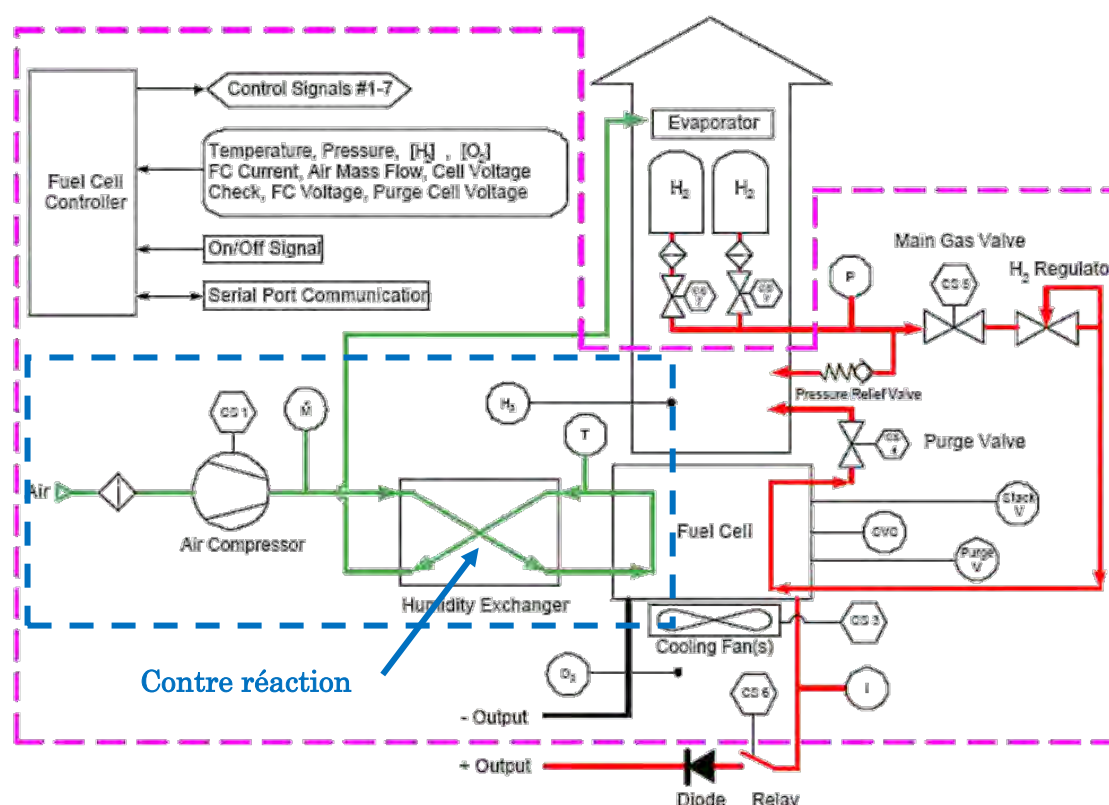 Control Signals #1-7
Evaporator
Temperature, Pressure, [H2] , [O2]
FC Current, Air Mass Flow, Cell Voltage
Check, FC Voltage, Purge Cell Voltage
Fuel Cell
Controller
H2
H2
On/Off Signal
Serial Port Communication
Main Gas Valve
H2 Regulato
P
CS 5
Pressure Relief Valve
CS 1
M
H2
T
Purge Valve
Air
Air Compressor
Fuel Cell
Stack
V
CVC
Purge
V
Humidity Exchanger
Cooling Fan(s)
CS 3
Contre réaction
O2
CS 6
I
- Output
+ Output
Diode
Relay